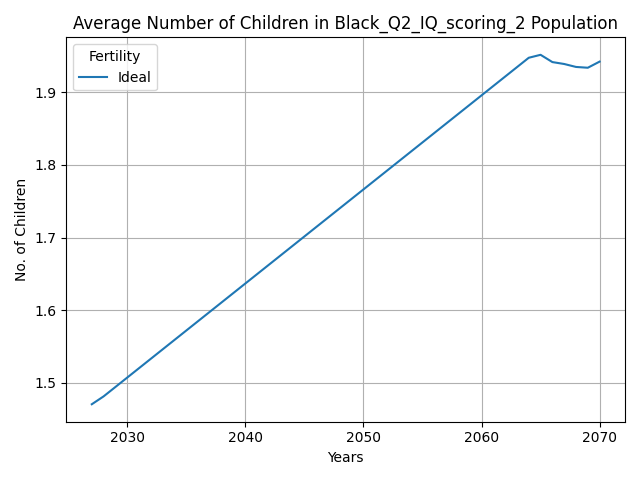 Average Number of Children in Black_Q2_IQ_scoring_2 Population
Fertility
Ideal
No. of Children
1.9
1.8
1.7
1.6
1.5
2030 2040 2050 2060 2070
Years